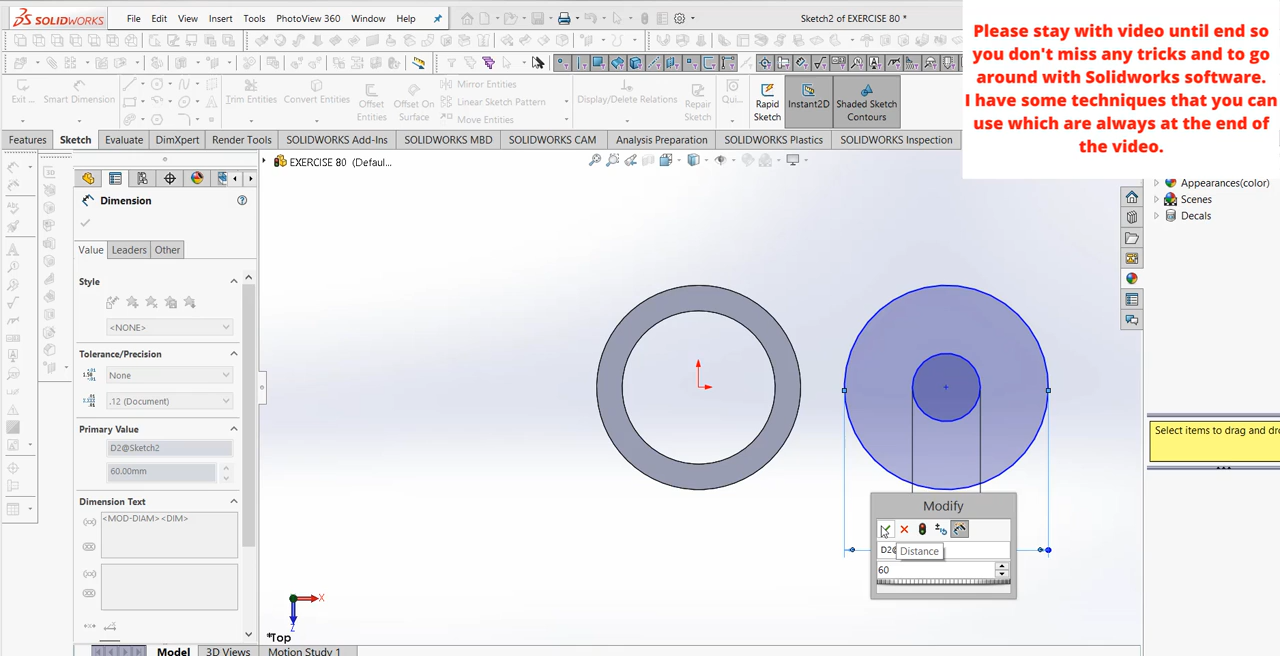 SOLIDWORKS
File Edit View Insert Tools PhotoView 360 Window Help
Sketch2 of EXERCISE 80 *
Please stay with video until end so
you don't miss any tricks and to go
around with Solidworks software.
I have some techniques that you can
use which are always at the end of
the video.
Exit ...
Smart Dimension
Trim Entities
Convert Entities
Offset
Entities
Offset On
Surface
Mirror Entities
Linear Sketch Pattern
Move Entities
Display/Delete Relations
Repair
Sketch
Qui...
Rapid
Sketch
Instant2D
Shaded Sketch
Contours
Features Sketch Evaluate DimXpert Render Tools SOLIDWORKS Add-Ins SOLIDWORKS MBD SOLIDWORKS CAM Analysis Preparation SOLIDWORKS Plastics SOLIDWORKS Inspection
EXERCISE 80 (Defaul...
Appearances(color)
Scenes
Decals
Dimension
Value Leaders Other
Style
<NONE>
Tolerance/Precision
None
.12 (Document)
Primary Value
D2@Sketch2
60.00mm
Dimension Text
<MOD-DIAM><DIM>
Modify
Distance
60
Select items to drag and dro
X
Z
*Top
Model 3D Views Motion Study 1